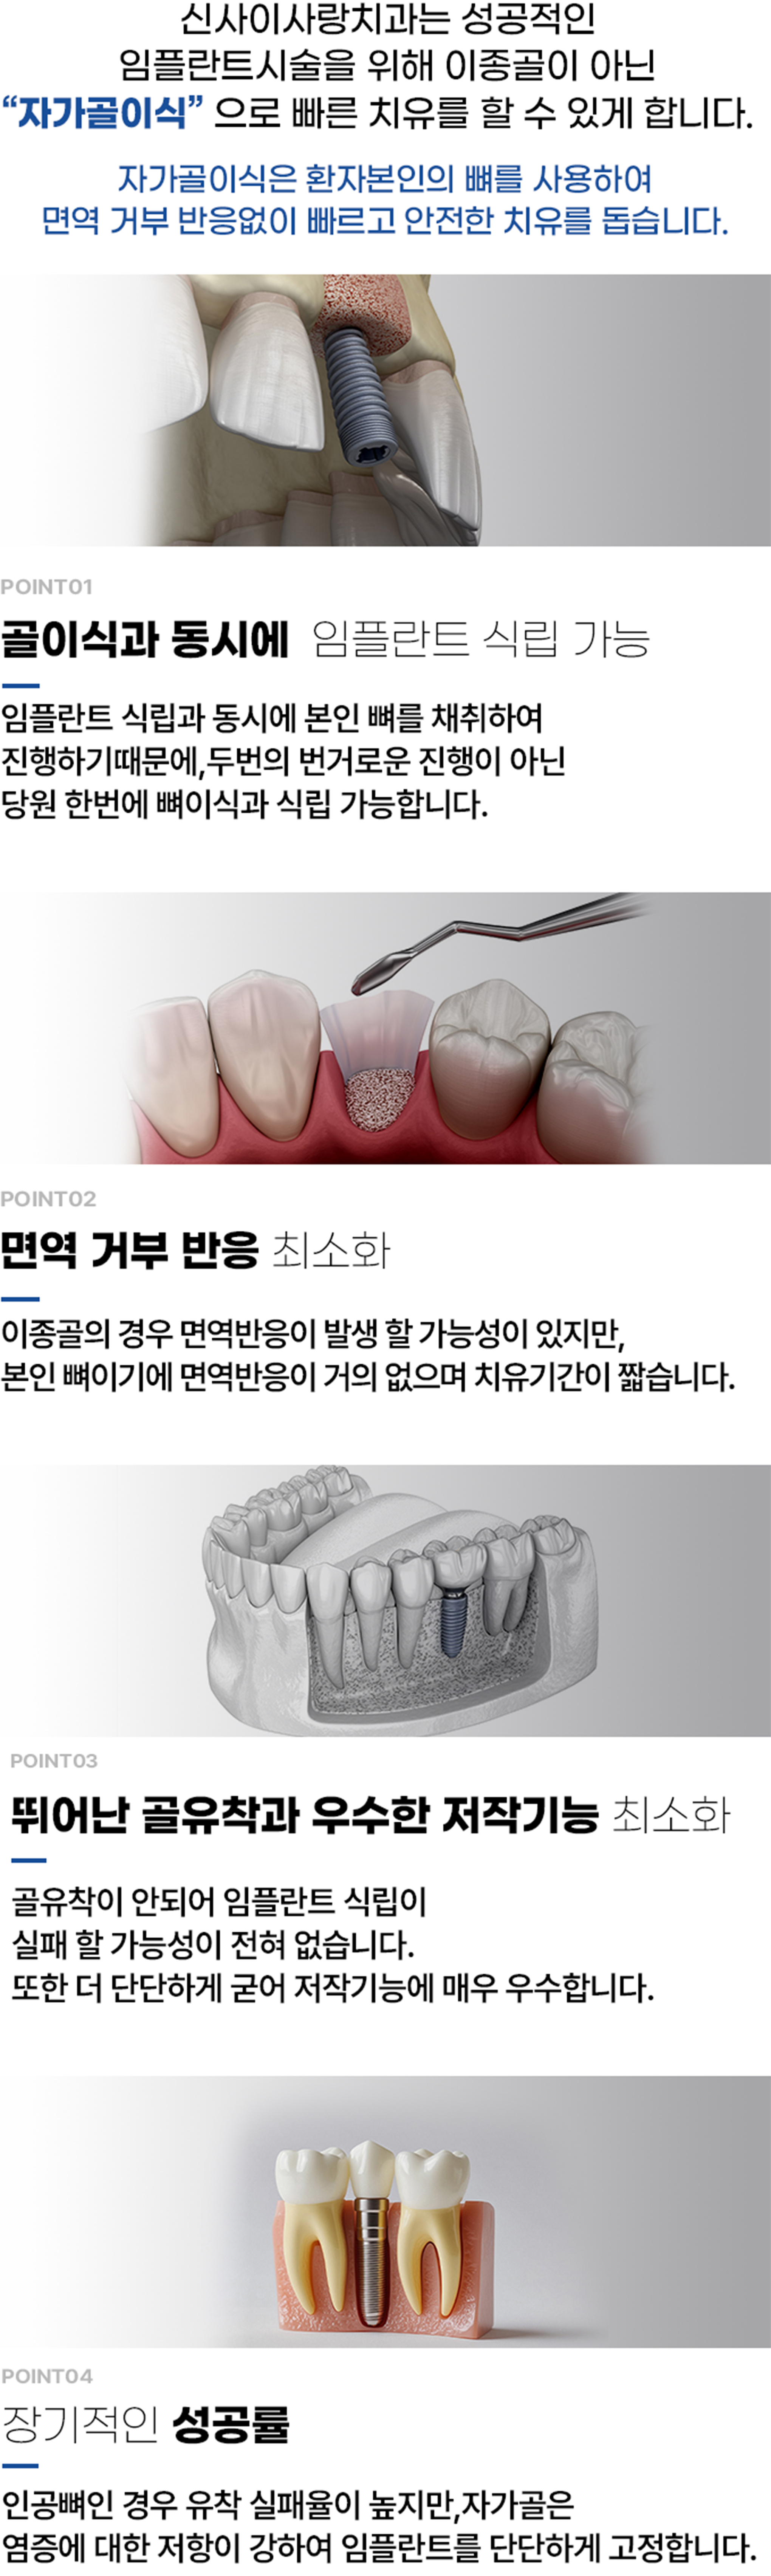 신사이사랑치과는 성공적인
임플란트시술을 위해 이종골이 아닌
“자가골이식” 으로 빠른 치유를 할 수 있게 합니다.
자가골이식은 환자본인의 뼈를 사용하여
면역 거부 반응없이 빠르고 안전한 치유를 돕습니다.
POINT01
골이식과 동시에 임플란트 식립 가능
임플란트 식립과 동시에 본인 뼈를 채취하여
진행하기때문에,두번의 번거로운 진행이 아닌
당원 한번에 뼈이식과 식립 가능합니다.
POINT02
면역 거부 반응 최소화
이종골의 경우 면역반응이 발생 할 가능성이 있지만,
본인 뼈이기에 면역반응이 거의 없으며 치유기간이 짧습니다.
POINT03
뛰어난 골유착과 우수한 저작기능 최소화
골유착이 안되어 임플란트 식립이
실패 할 가능성이 전혀 없습니다.
또한 더 단단하게 굳어 저작기능에 매우 우수합니다.
POINT04
장기적인 성공률
인공뼈인 경우 유착 실패율이 높지만,자가골은
염증에 대한 저항이 강하여 임플란트를 단단하게 고정합니다.